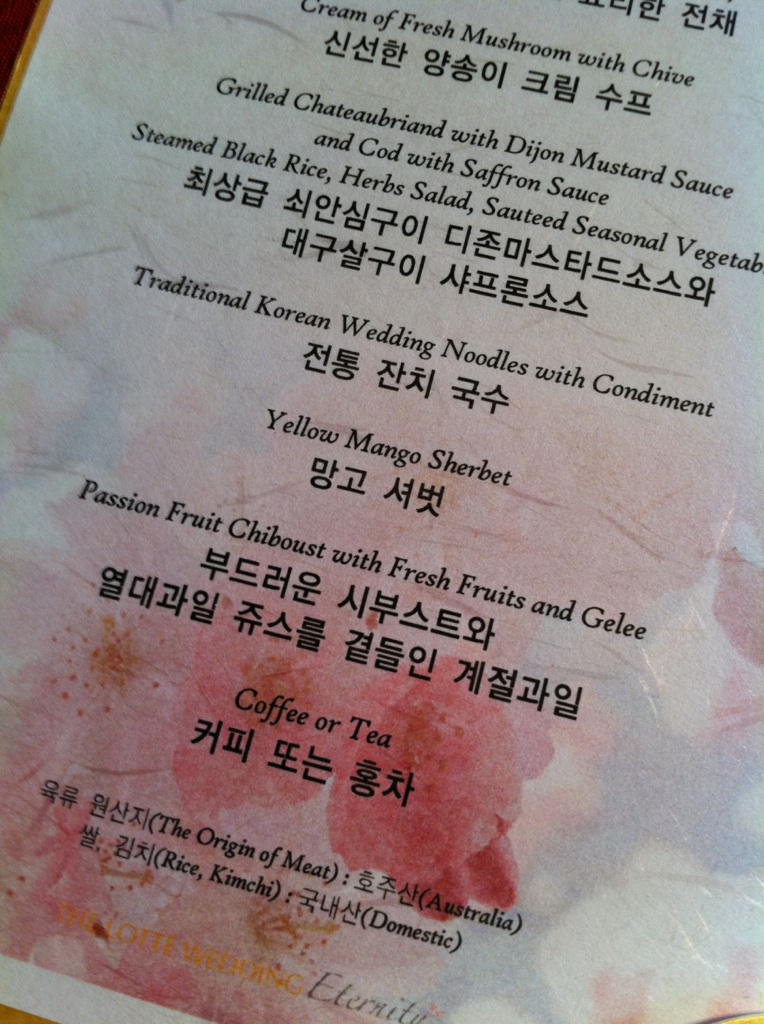 요리한 전채
Cream of Fresh Mushroom with Chive
신선한 양송이 크림 수프
Grilled Chateaubriand with Dijon Mustard Sauce
and Cod with Saffron Sauce
Steamed Black Rice, Herbs Salad, Sauteed Seasonal Vegetab
최상급 쇠안심구이 디존마스타드소스와
대구살구이 샤프론소스
Traditional Korean Wedding Noodles with Condiment
전통 잔치 국수
Yellow Mango Sherbet
망고 셔벗
Passion Fruit Chiboust with Fresh Fruits and Gelee
부드러운 시부스트와
열대과일 쥬스를 곁들인 계절과일
Coffee or Tea
커피 또는 홍차
육류 원산지(The Origin of Meat) : 호주산(Australia)
쌀, 김치(Rice, Kimchi) : 국내산(Domestic)
THE LOTTE WEDDING Eternity